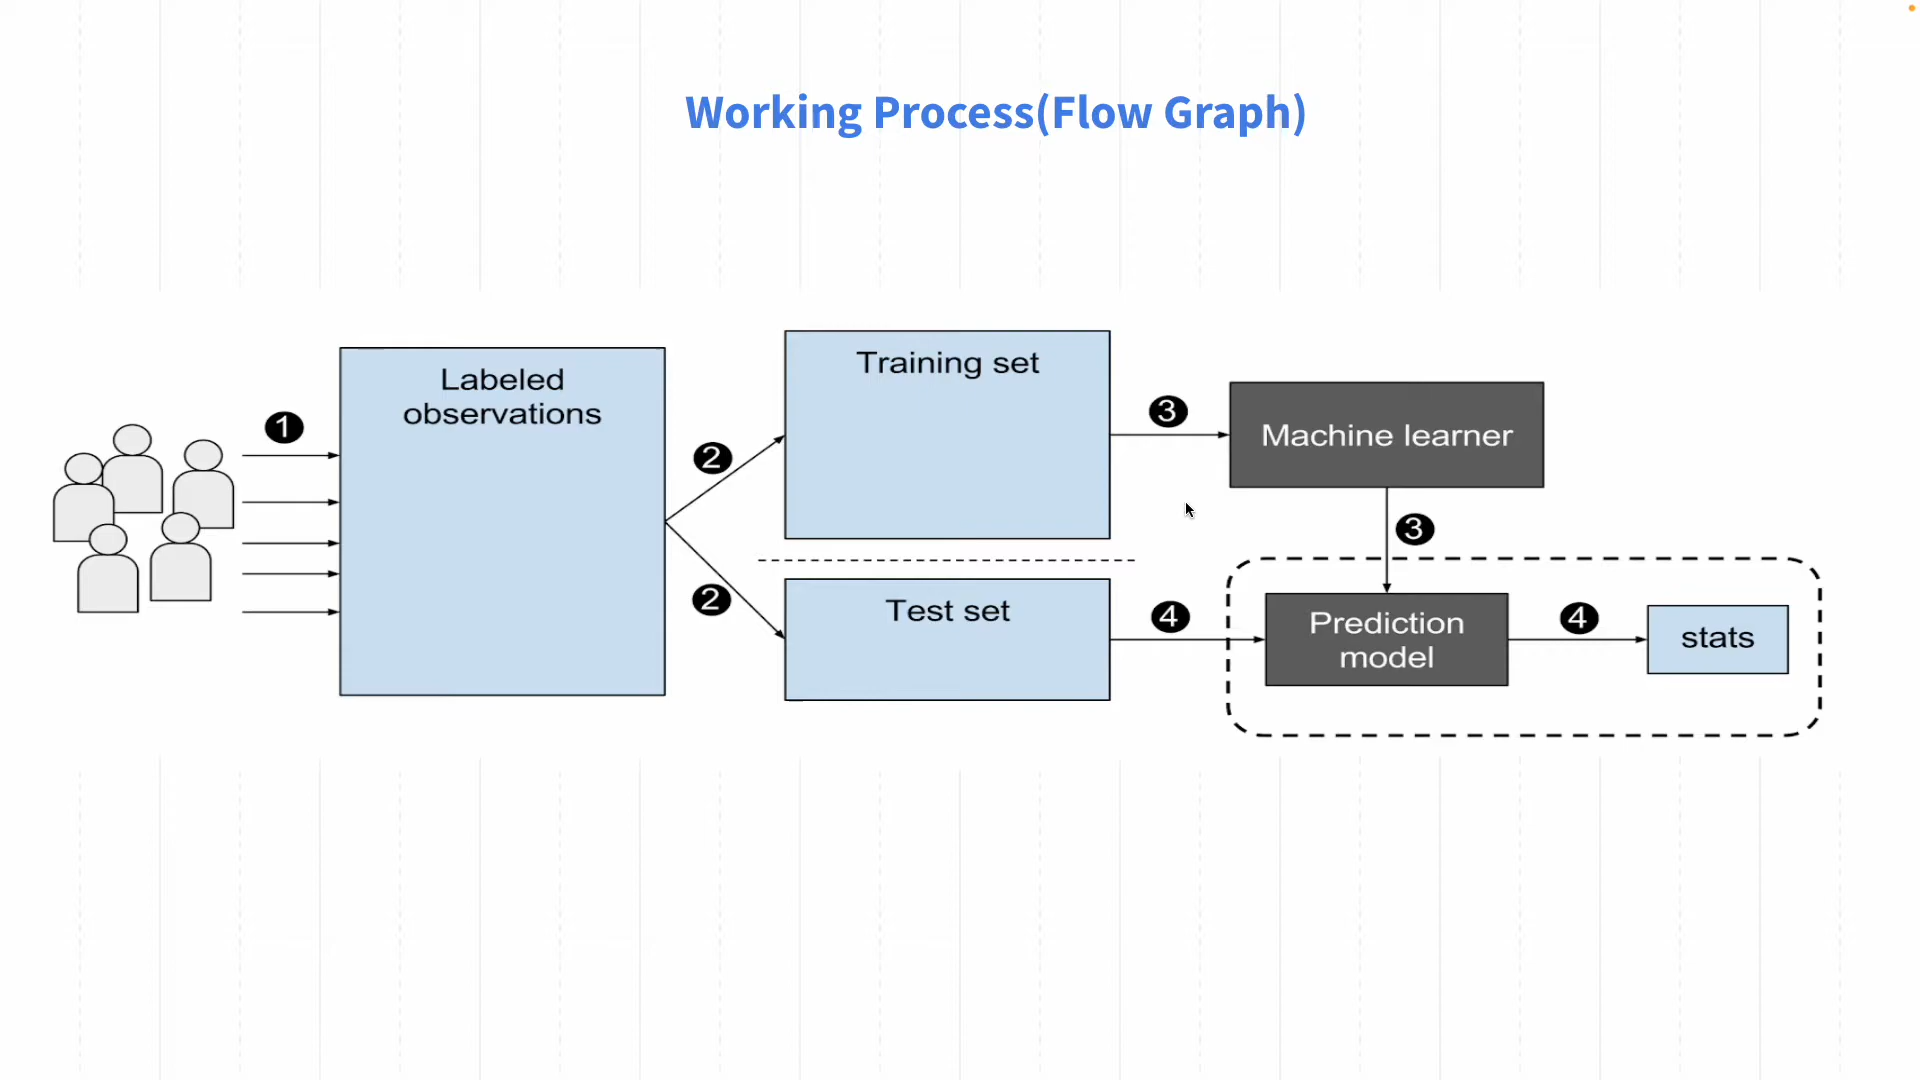 Working Process(Flow Graph)
1
Labeled
observations
2
2
Training set
Test set
3
Machine learner
3
4
Prediction
model
4
stats